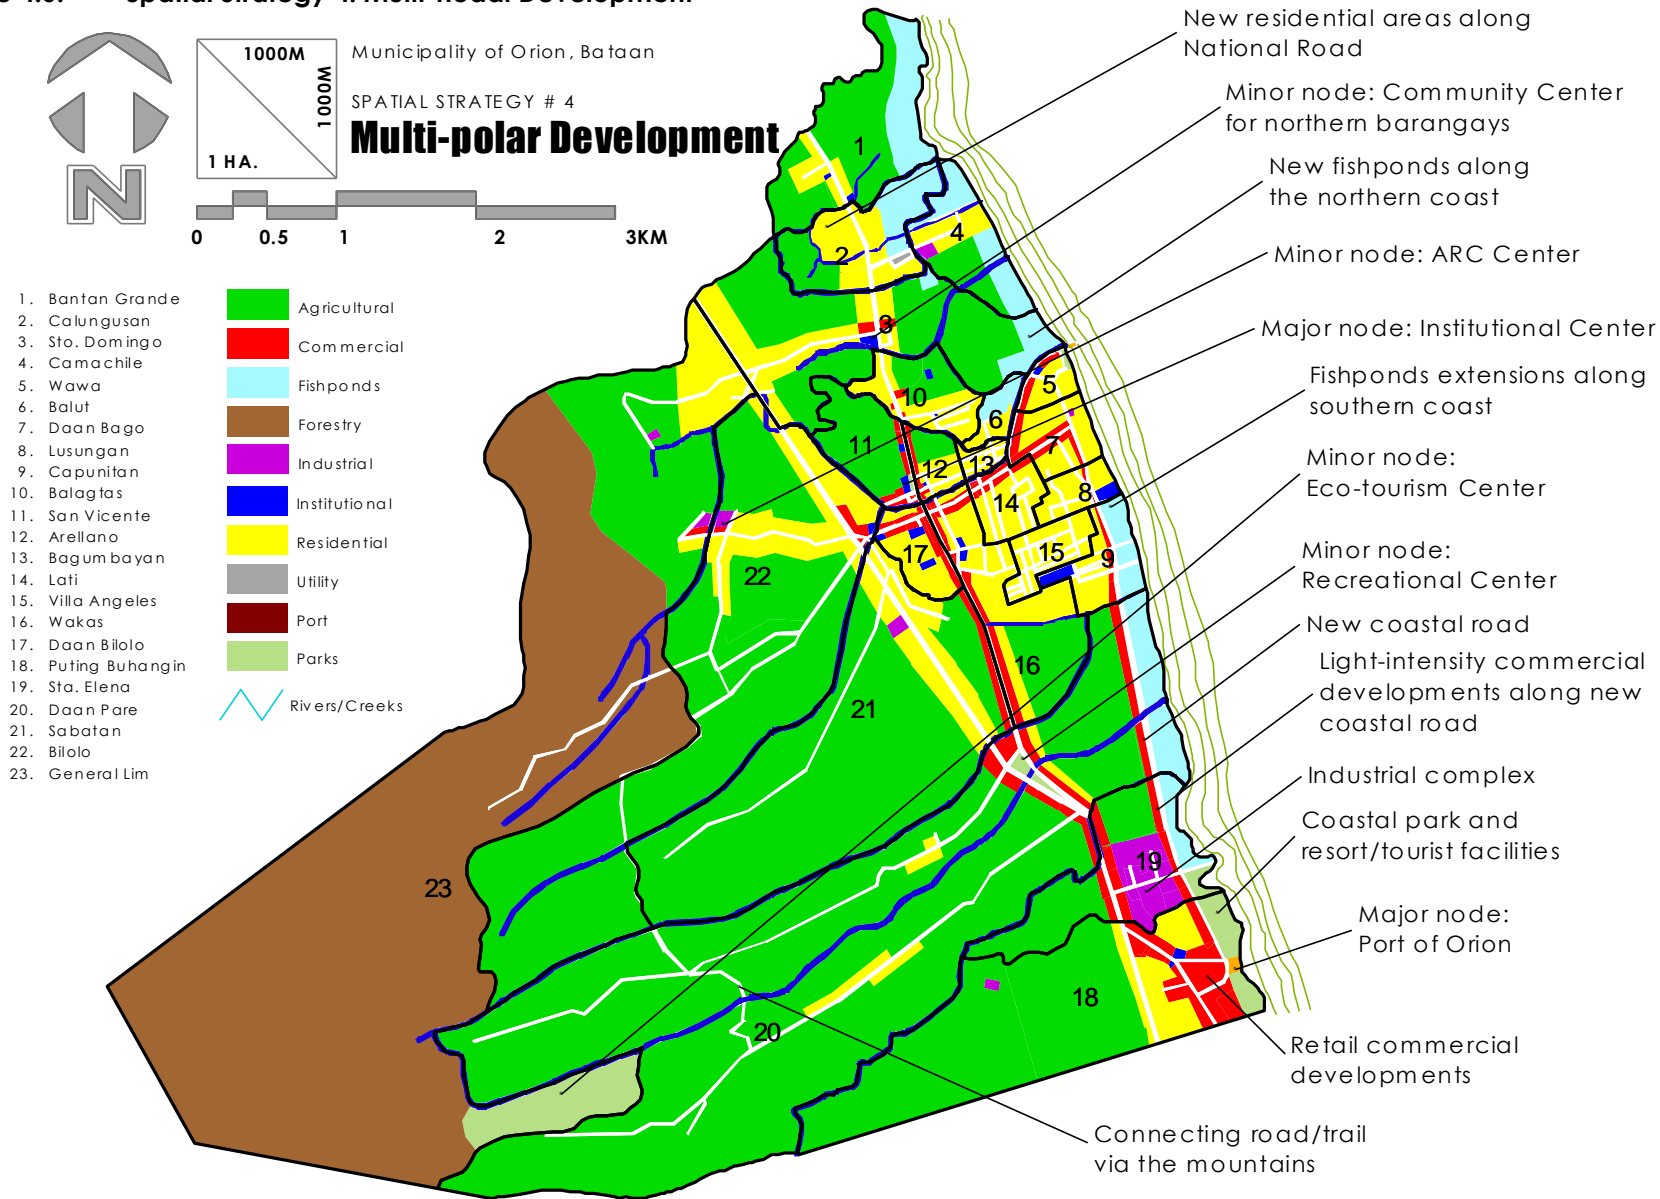 Spatial Strategy 4: Multi-nodal Development
1000M
1000M
1 HA.
Municipality of Orion, Bataan
SPATIAL STRATEGY # 4
Multi-polar Development
N
0 0.5 1 2 3KM
1. Bantan Grande
2. Calungusan
3. Sto. Domingo
4. Camachile
5. Wawa
6. Balut
7. Daan Bago
8. Lusungan
9. Capunitan
10. Balagtas
11. San Vicente
12. Arellano
13. Bagumbayan
14. Lati
15. Villa Angeles
16. Wakas
17. Daan Bilolo
18. Puting Buhangin
19. Sta. Elena
20. Daan Pare
21. Sabatan
22. Bilolo
23. General Lim
Agricultural
Commercial
Fishponds
Forestry
Industrial
Institutional
Residential
Utility
Port
Parks
Rivers/Creeks
1
2
3
4
5
6
7
8
9
10
11
12
13
14
15
16
17
18
19
20
21
22
23
New residential areas along
National Road
Minor node: Community Center
for northern barangays
New fishponds along
the northern coast
Minor node: ARC Center
Major node: Institutional Center
Fishponds extensions along
southern coast
Minor node:
Eco-tourism Center
Minor node:
Recreational Center
New coastal road
Light-intensity commercial
developments along new
coastal road
Industrial complex
Coastal park and
resort/tourist facilities
Major node:
Port of Orion
Retail commercial
developments
Connecting road/trail
via the mountains